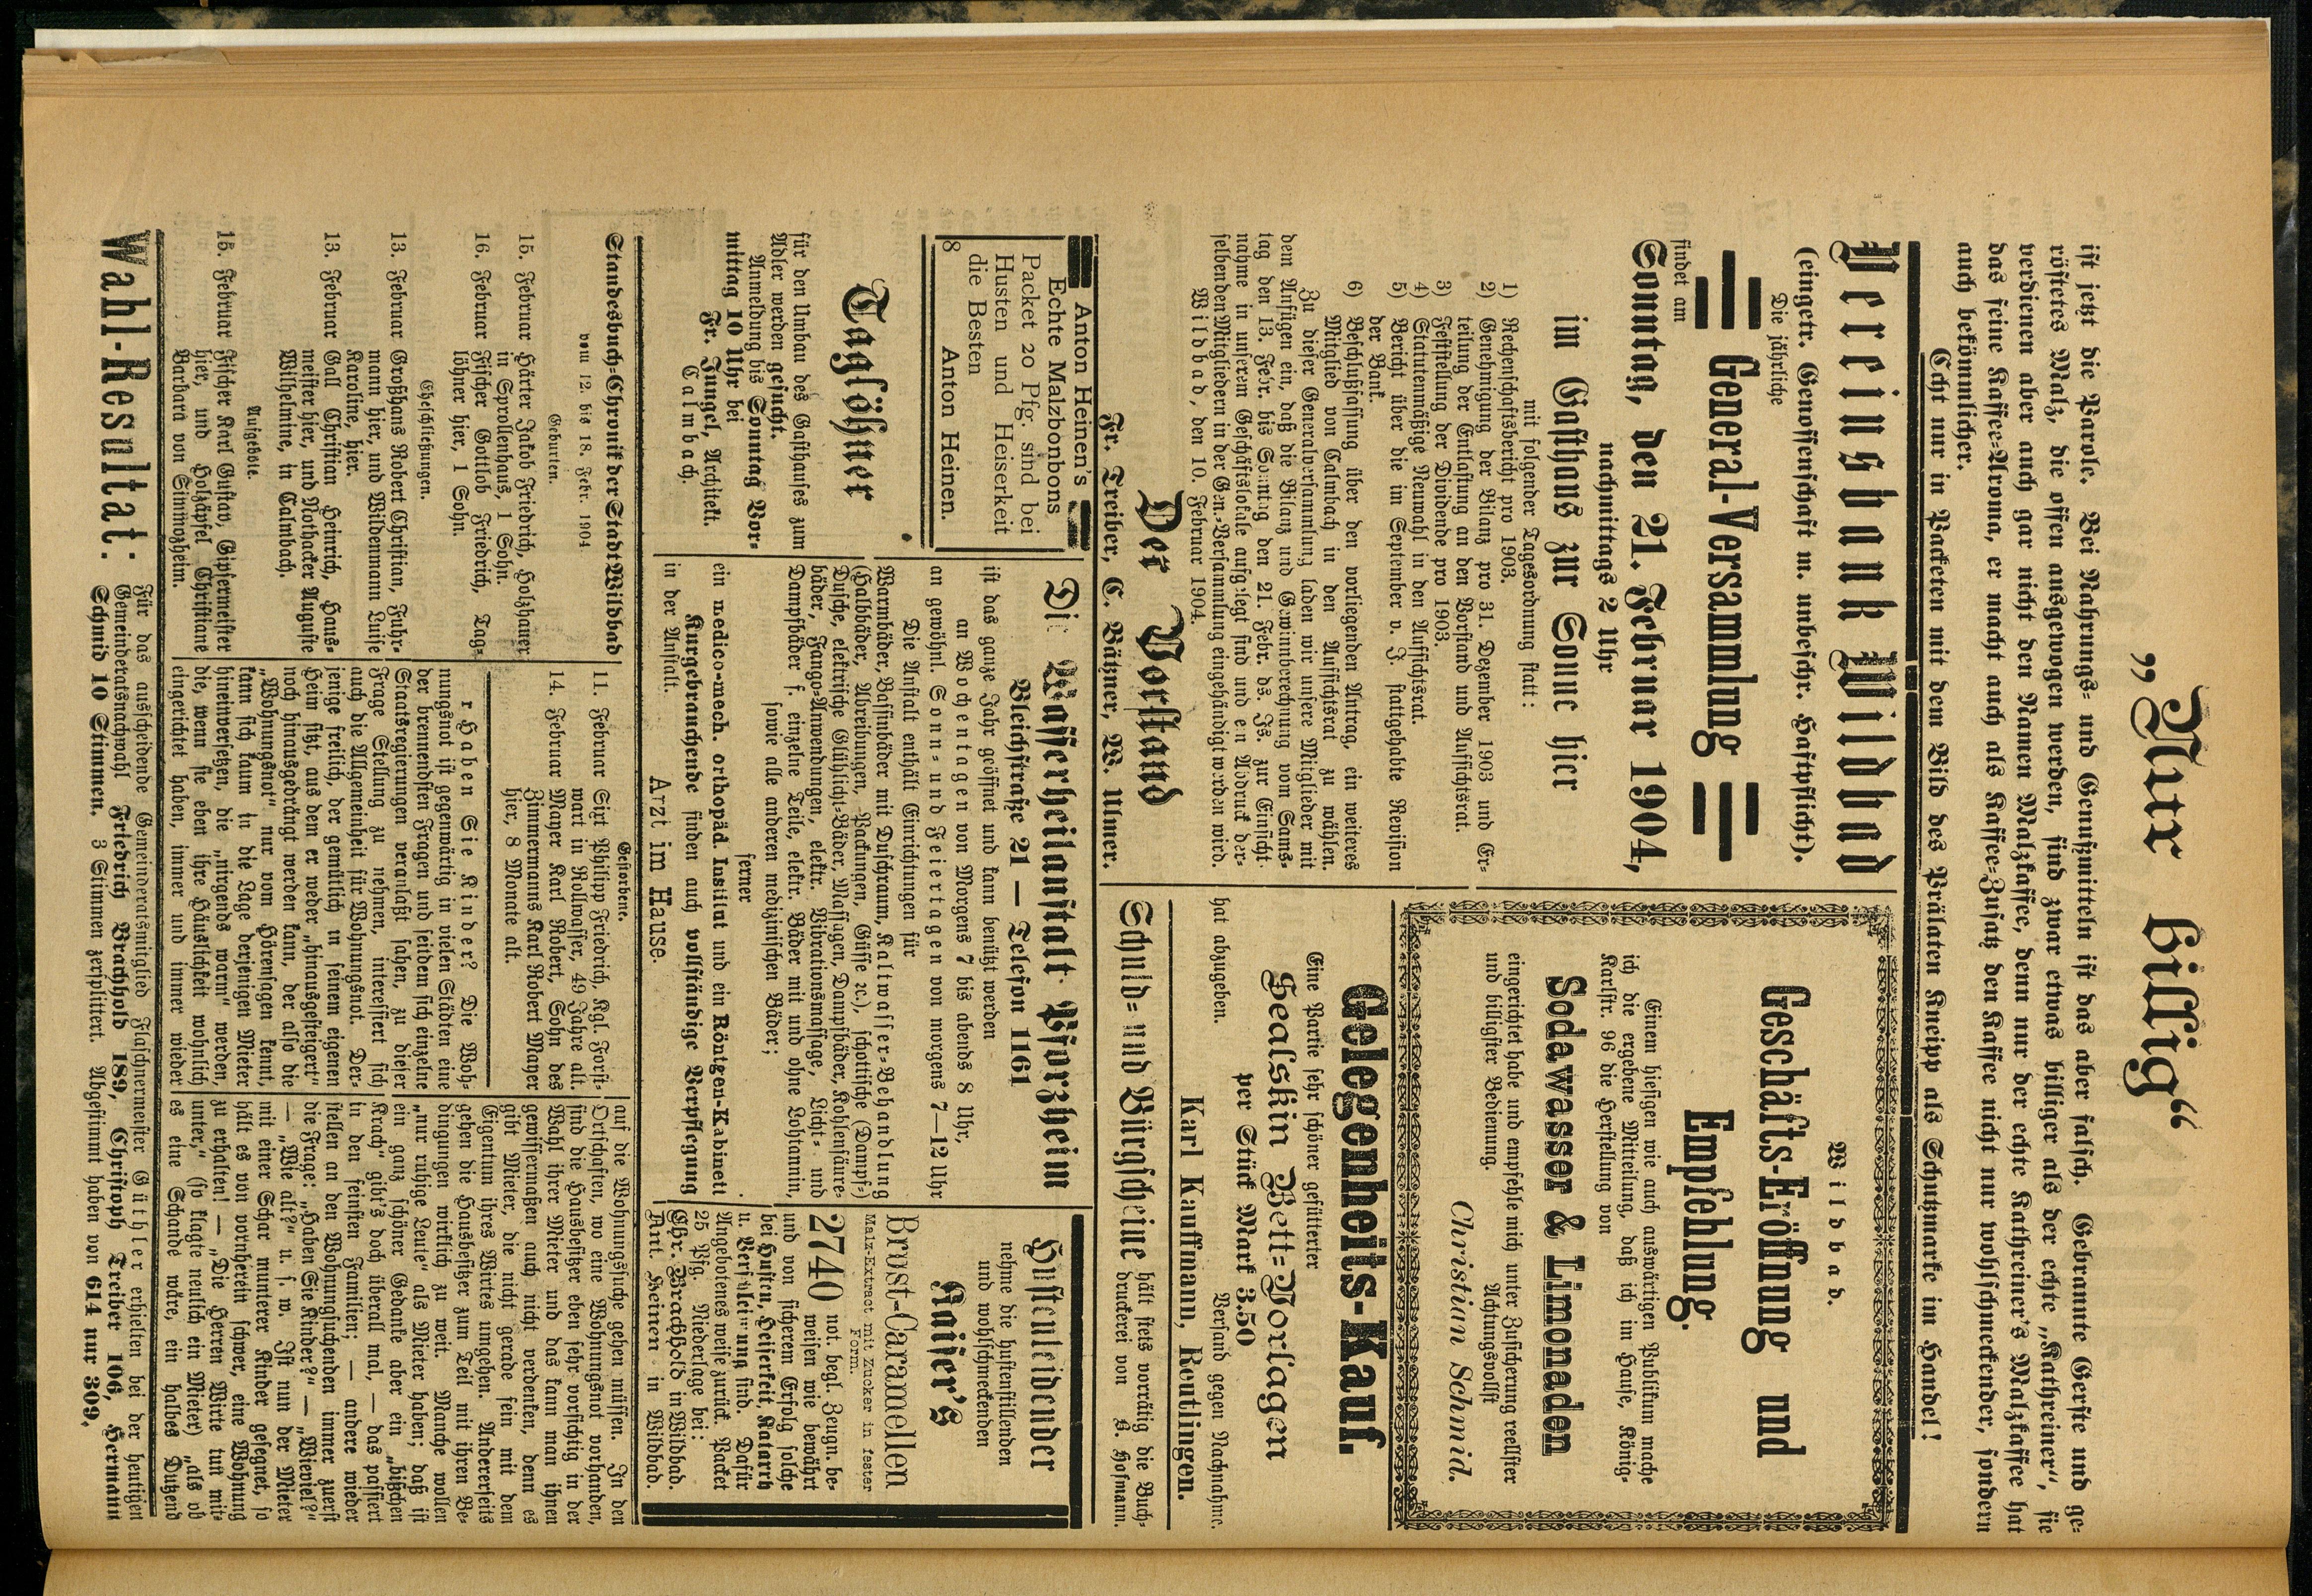 „Nur billig“
ist jetzt die Parole. Bei Nahrungs- und Genußmitteln ist das aber falsch. Gebrannte Gerste und ge-
röstetes Malz, die offen ausgewogen werden, sind zwar etwas billiger als der echte „Kathreiner“, sie
verdienen aber auch gar nicht den Namen Malzkaffee, denn nur der echte Kathreiner's Malzkaffee hat
das feine Kaffee-Aroma, er macht auch als Kaffee-Zusatz den Kaffee nicht nur wohlschmeckender, sondern
auch bekömmlicher.
Echt nur in Packeten mit dem Bild des Prälaten Kneipp als Schutzmarke im Handel!
Vereinsbank Wildbad
(eingetr. Genossenschaft m. unbeschr. Haftpflicht).
Die jährliche
General-Versammlung
findet am
Sonntag, den 21. Februar 1904,
nachmittags 2 Uhr
im Gasthaus zur Sonne hier
mit folgender Tagesordnung statt:
1) Rechenschaftsbericht pro 1903.
2) Genehmigung der Bilanz pro 31. Dezember 1903 und Er-
teilung der Entlastung an den Vorstand und Aufsichtsrat.
3) Feststellung der Dividende pro 1903.
4) Statutenmäßige Neuwahl in den Aufsichtsrat.
5) Bericht über die im September v. J. stattgehabte Revision
der Bank.
6) Beschlußfassung über den vorliegenden Antrag, ein weiteres
Mitglied von Calmbach in den Aufsichtsrat zu wählen.
Zu dieser Generalversammlung laden wir unsere Mitglieder mit
dem Anfügen ein, daß die Bilanz und Gewinnberechnung vom Sams-
tag den 13. Febr. bis Sonntag den 21. Febr. ds. Js. zur Einsicht-
nahme in unserem Geschäftslokale aufgelegt sind und ein Abdruck der-
selben den Mitgliedern in der Gen.-Versammlung eingehändigt werden wird.
Wildbad, den 10. Februar 1904.
Der Vorstand
Fr. Treiber, C. Bätzner, W. Ulmer.
Wildbad.
Geschäfts-Eröffnung und
Empfehlung.
Einem hiesigen wie auch auswärtigen Publikum mache
ich die ergebene Mitteilung, daß ich im Hause, König-
Karlstr. 96 die Herstellung von
Sodawasser & Limonaden
eingerichtet habe und empfehle mich unter Zusicherung reellster
und billigster Bedienung.
Achtungsvollst
Christian Schmid.
Gelegenheits-Kauf.
Eine Partie sehr schöner gefütterter
Sealskin Bett-Vorlagen
per Stück Mark 3.50
hat abzugeben. Versand gegen Nachnahme.
Karl Kauffmann, Reutlingen.
Schuld- und Bürgscheine hält stets vorrätig die Buch-
druckerei von B. Hofmann.
Anton Heinen's
Echte Malzbonbons
Packet 20 Pfg. sind bei
Husten und Heiserkeit
die Besten
8 Anton Heinen.
Taglöhner
für den Umbau des Gasthauses zum
Adler werden gesucht.
Anmeldung bis Sonntag Vor-
mittag 10 Uhr bei
Fr. Jungel, Architekt.
Calmbach.
Die Wasserheilanstalt Pforzheim
Bleichstraße 21 — Telefon 1161
ist das ganze Jahr geöffnet und kann benützt werden
an Wochentagen von Morgens 7 bis abends 8 Uhr,
an gewöhnl. Sonn- und Feiertagen von morgens 7—12 Uhr
Die Anstalt enthält Einrichtungen für
Warmbäder, Bassinbäder mit Duschraum, Kaltwasser-Behandlung
(Halbbäder, Abreibungen, Packungen, Güsse ꝛc.), schottische (Dampf-)
Dusche, elektrische Glühlicht-Bäder, Massagen, Dampfbäder, Kohlensäure-
bäder, Fango-Anwendungen, elektr. Vibrationsmassage, Licht- und
Dampfbäder f. einzelne Teile, elektr. Bäder mit und ohne Lohtannin,
sowie alle anderen medizinischen Bäder;
ferner
ein medico-mech. orthopäd. Institut und ein Röntgen-Kabinett
Kurgebrauchende finden auch vollständige Verpflegung
in der Anstalt. Arzt im Hause.
Hustenleidender
nehme die hustenstillenden
und wohlschmeckenden
Kaiser's
Brust-Caramellen
Malz-Extract mit Zucker in fester
Form.
2740 not. begl. Zeugn. be-
weisen wie bewährt
und von sicherem Erfolg solche
bei Husten, Heiserkeit, Katarrh
u. Verschleimung sind. Dafür
Angebotenes weise zurück. Packet
25 Pfg. Niederlage bei:
Chr. Brachhold in Wildbad.
Ant. Heinen in Wildbad.
Standesbuch-Chronik der Stadt Wildbad
vom 12. bis 18. Febr. 1904
Geburten.
15. Februar Härter Jakob Friedrich, Holzhauer
in Sprollenhaus, 1 Sohn.
16. Februar Fischer Gottlob Friedrich, Tag-
löhner hier, 1 Sohn.
Eheschließungen.
13. Februar Großhans Robert Christian, Fuhr-
mann hier, und Wildenmann Luise
Karoline, hier.
13. Februar Gall Christian Heinrich, Haus-
meister hier, und Nothacker Auguste
Wilhelmine, in Calmbach.
Aufgebote.
15. Februar Fischer Karl Gustav, Gipsermeister
hier, und Holzäpfel Christiane
Barbara von Simmozheim.
Gestorbene.
11. Februar Sixt Philipp Friedrich, Kgl. Forst-
wart in Rollwasser, 49 Jahre alt.
14. Februar Mayer Karl Robert, Sohn des
Zimmermanns Karl Robert Mayer
hier, 8 Monate alt.
r Haben Sie Kinder? Die Woh-
nungsnot ist gegenwärtig in vielen Städten eine
der brennendsten Fragen und seidem sich einzelne
Staatsregierungen veranlaßt sahen, zu dieser
Frage Stellung zu nehmen, interessiert sich
auch die Allgemeinheit für Wohnungsnot. Der-
jenige freilich, der gemütlich in seinem eigenen
Heim sitzt, aus dem er weder „hinausgesteigert“
noch hinausgedrängt werden kann, der also die
„Wohnungsnot“ nur vom Hörensagen kennt,
kann sich kaum in die Lage derjenigen Mieter
hineinversetzen, die „nirgends warm“ werden,
die, wenn sie eben ihre Häuslichkeit wohnlich
eingerichtet haben, immer und immer wieder
auf die Wohnungssuche gehen müssen. In den
Ortschaften, wo eine Wohnungsnot vorhanden,
sind die Hausbesitzer eben sehr vorsichtig in der
Wahl ihrer Mieter und das kann man ihnen
gewissermaßen auch nicht verdenken, denn es
gibt Mieter, die nicht gerade fein mit dem
Eigentum ihres Wirtes umgehen. Andererseits
gehen die Hausbesitzer zum Teil mit ihren Be-
dingungen wirklich zu weit. Manche wollen
„nur ruhige Leute“ als Mieter haben; daß ist
ein ganz schöner Gedanke aber ein „bißchen
Krach“ gibt's doch überall mal, — das passiert
in den feinsten Familien; — andere wieder
stellen an den Wohnungsuchenden immer zuerst
die Frage: „Haben Sie Kinder?“ — „Wieviel?“
— „Wie alt?“ u. s. w. Ist nun der Mieter
mit einer Schar munterer Kinder gesegnet, so
hält es von vornherein schwer, eine Wohnung
zu erhalten! — „Die Herren Wirte tun mit-
unter,“ (so klagte neulich ein Mieter) „als ob
es eine Schande wäre, ein halbes Dutzend
Wahl-Resultat: Für das ausscheidende Gemeinderatsmitglied Flaschnermeister Güthler erhielten bei der heutigen
Gemeinderatsnachwahl Friedrich Brachhold 189, Christoph Treiber 106, Hermann
Schmid 10 Stimmen. 3 Stimmen zersplittert. Abgestimmt haben von 614 nur 309,